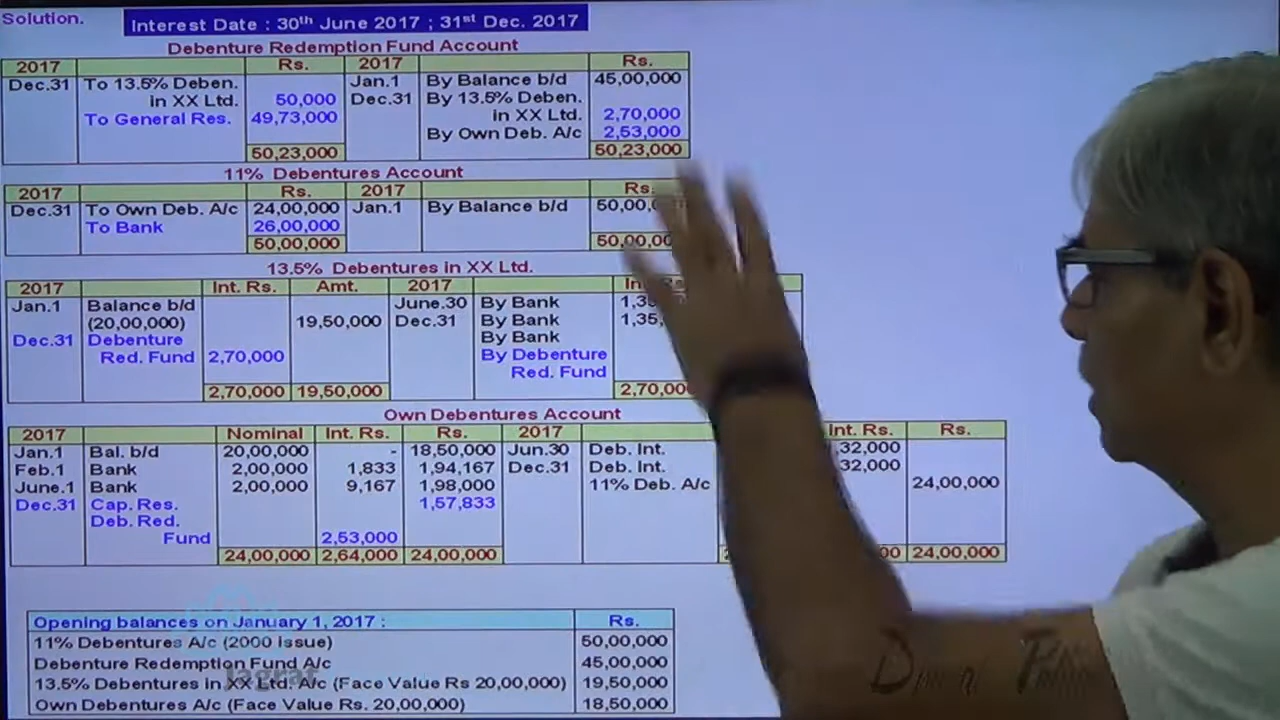 Solution.
Interest Date : 30th June 2017 ; 31st Dec. 2017
Debenture Redemption Fund Account
2017 Rs. 2017 Rs.
Dec.31 To 13.5% Deben. Jan.1 By Balance b/d 45,00,000
in XX Ltd. 50,000 Dec.31 By 13.5% Deben.
To General Res. 49,73,000 in XX Ltd. 2,70,000
By Own Deb. A/c 2,53,000
50,23,000 50,23,000
11% Debentures Account
2017 Rs. 2017 Rs.
Dec.31 To Own Deb. A/c 24,00,000 Jan.1 By Balance b/d
To Bank 26,00,000
50,00,000
13.5% Debentures in XX Ltd.
2017 Int. Rs. Amt. 2017
Jan.1 Balance b/d June.30 By Bank
(20,00,000) 19,50,000 Dec.31 By Bank
Dec.31 Debenture By Bank
Red. Fund 2,70,000 By Debenture
Red. Fund
2,70,000 19,50,000 2,70,000
Own Debentures Account
2017 Nominal Int. Rs. Rs. 2017 Int. Rs. Rs.
Jan.1 Bal. b/d 20,00,000 - 18,50,000 Jun.30 Deb. Int. ,32,000
Feb.1 Bank 2,00,000 1,833 1,94,167 Dec.31 Deb. Int. ,32,000
June.1 Bank 2,00,000 9,167 1,98,000 11% Deb. A/c 24,00,000
Dec.31 Cap. Res. 1,57,833
Deb. Red.
Fund 2,53,000
24,00,000 2,64,000 24,00,000 24,00,000
Opening balances on January 1, 2017 : Rs.
11% Debentures A/c (2000 Issue) 50,00,000
Debenture Redemption Fund A/c 45,00,000
13.5% Debentures in XX Ltd. A/c (Face Value Rs 20,00,000) 19,50,000
Own Debentures A/c (Face Value Rs. 20,00,000) 18,50,000